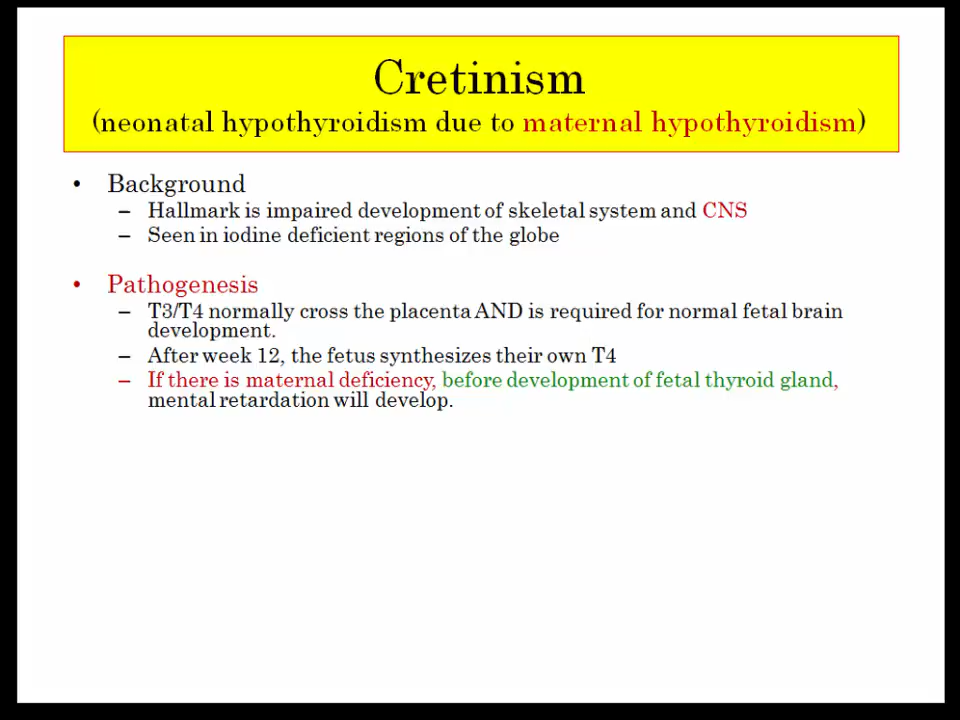 Cretinism
(neonatal hypothyroidism due to maternal hypothyroidism)
• Background
– Hallmark is impaired development of skeletal system and CNS
– Seen in iodine deficient regions of the globe
• Pathogenesis
– T3/T4 normally cross the placenta AND is required for normal fetal brain
development.
– After week 12, the fetus synthesizes their own T4
– If there is maternal deficiency, before development of fetal thyroid gland,
mental retardation will develop.